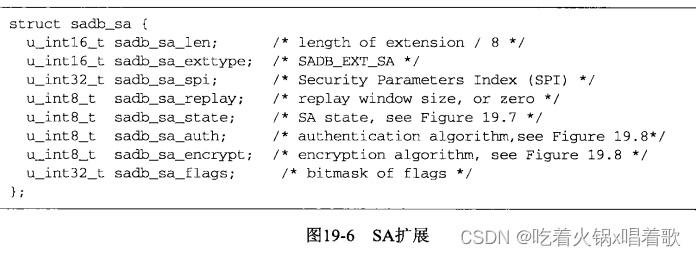 struct sadb_sa {
  u_int16_t sadb_sa_len;       /* length of extension / 8 */
  u_int16_t sadb_sa_exttype;   /* SADB_EXT_SA */
  u_int32_t sadb_sa_spi;       /* Security Parameters Index (SPI) */
  u_int8_t  sadb_sa_replay;    /* replay window size, or zero */
  u_int8_t  sadb_sa_state;     /* SA state, see Figure 19.7 */
  u_int8_t  sadb_sa_auth;      /* authentication algorithm,see Figure 19.8*/
  u_int8_t  sadb_sa_encrypt;   /* encryption algorithm, see Figure 19.8 */
  u_int32_t sadb_sa_flags;      /* bitmask of flags */
};
图19-6 SA扩展
CSDN @吃着火锅x唱着歌